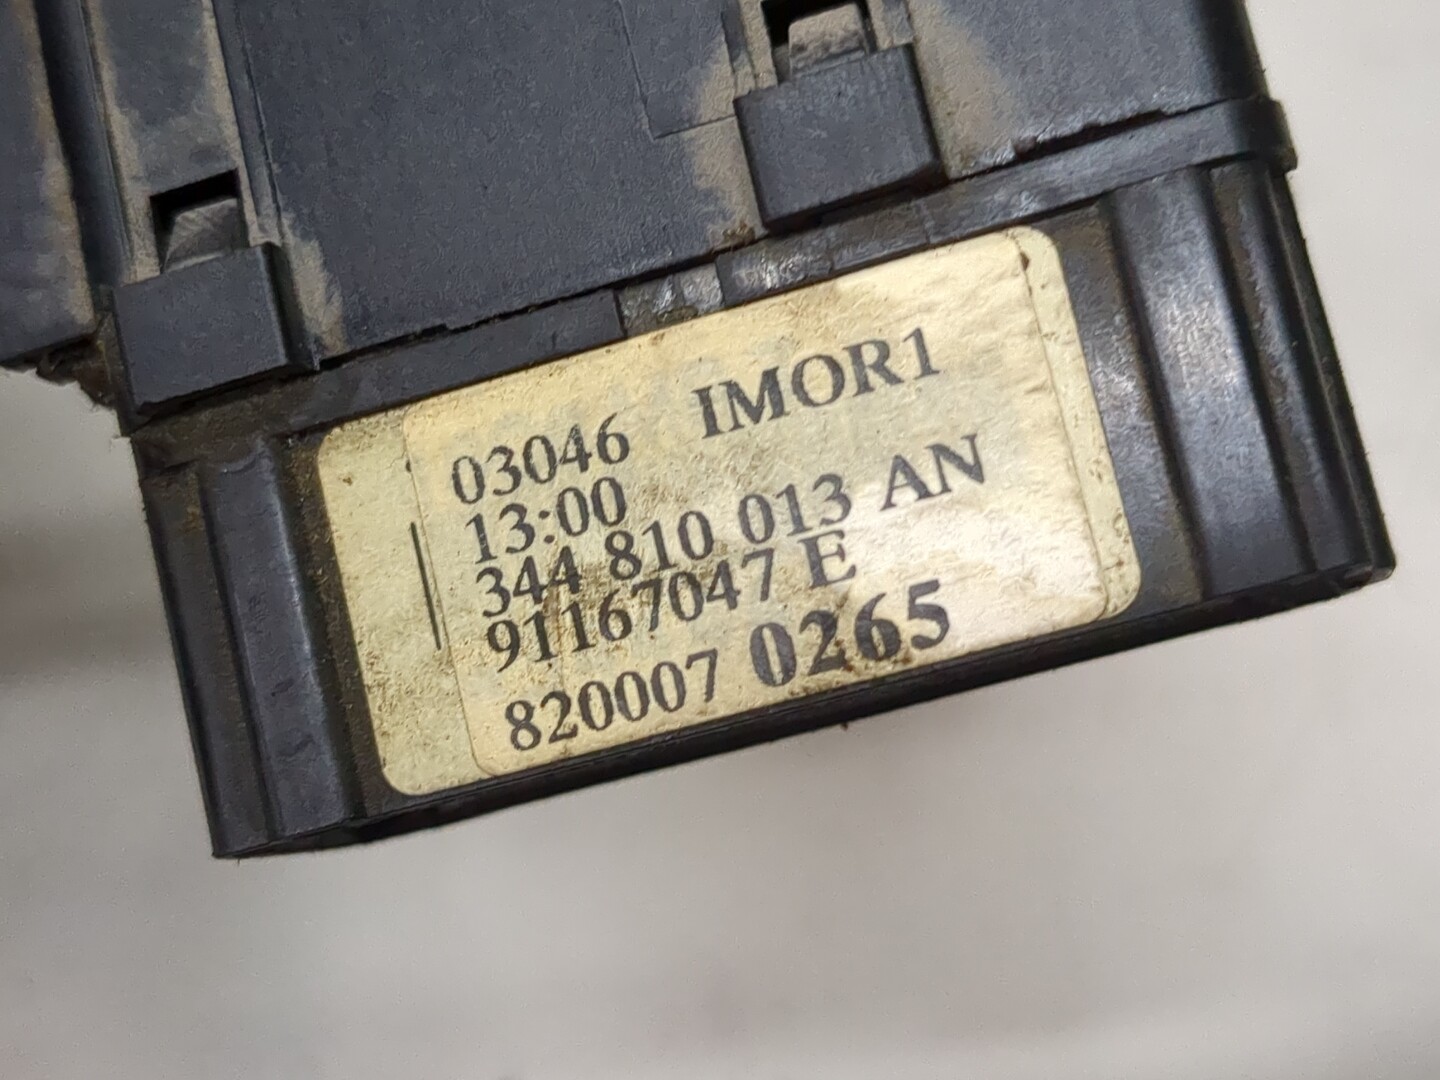 03046 IMOR1
13:00
344 810 013 AN
91167047 E
820007 0265